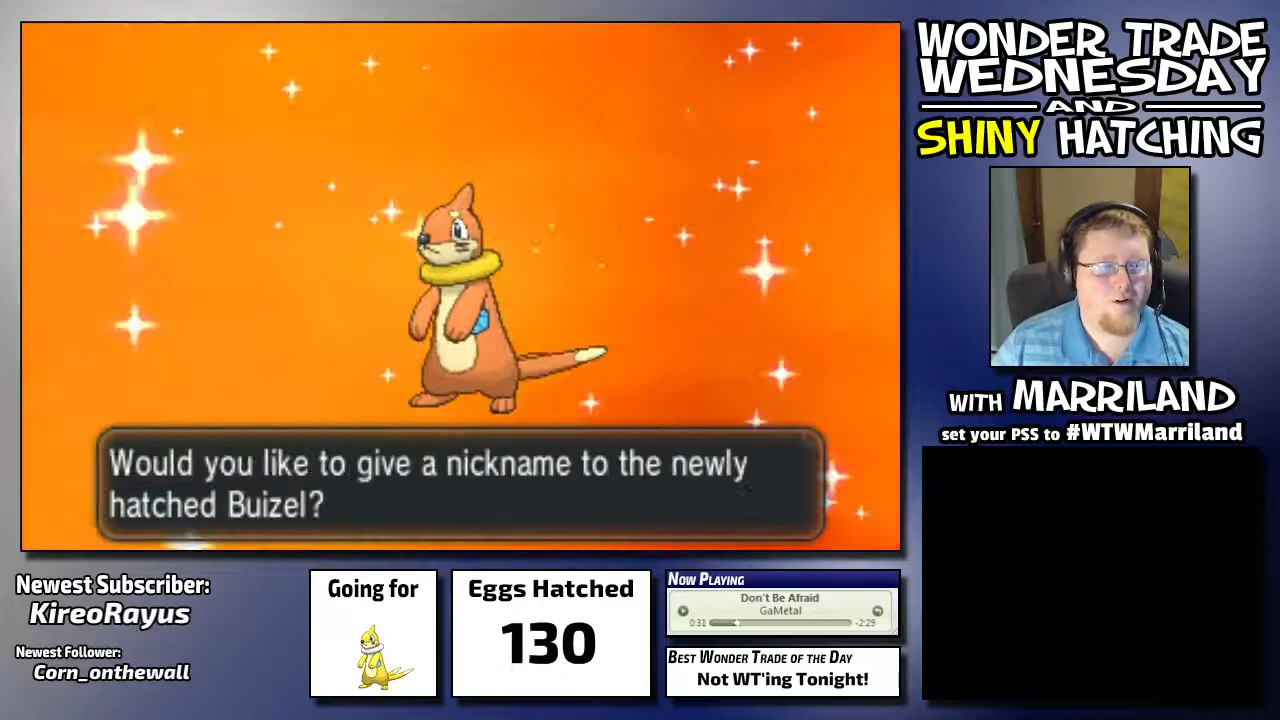 WONDER TRADE
WEDNESDAY
AND
SHINY HATCHING
WITH MARRILAND
set your PSS to #WTWMarriland
Would you like to give a nickname to the newly
hatched Buizel?
Newest Subscriber:
KireoRayus
Newest Follower:
Corn_onthewall
Going for
Eggs Hatched
130
Now Playing
Don't Be Afraid
GaMetal
0:31
-2:29
Best Wonder Trade of the Day
Not WT'ing Tonight!